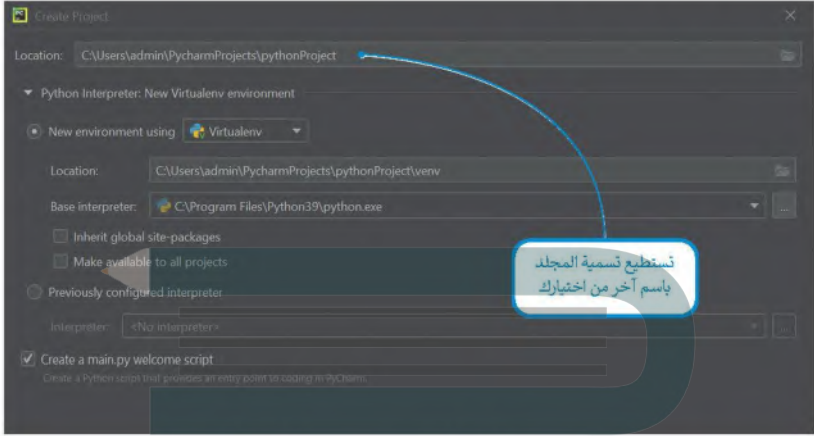 Create Project
Location: C:\Users\admin\PycharmProjects\pythonProject
Python Interpreter: New Virtualenv environment
New environment using Virtualenv
Location: C:\Users\admin\PycharmProjects\pythonProject\venv
Base interpreter: C:\Program Files\Python39\python.exe ...
Inherit global site-packages
تستطيع تسمية المجلد
Make available to all projects
باسم آخر من اختيارك
Previously configured interpreter
Interpreter: <No interpreter> ...
Create a main.py welcome script
Create a Python script that provides an entry point to coding in PyCharm.